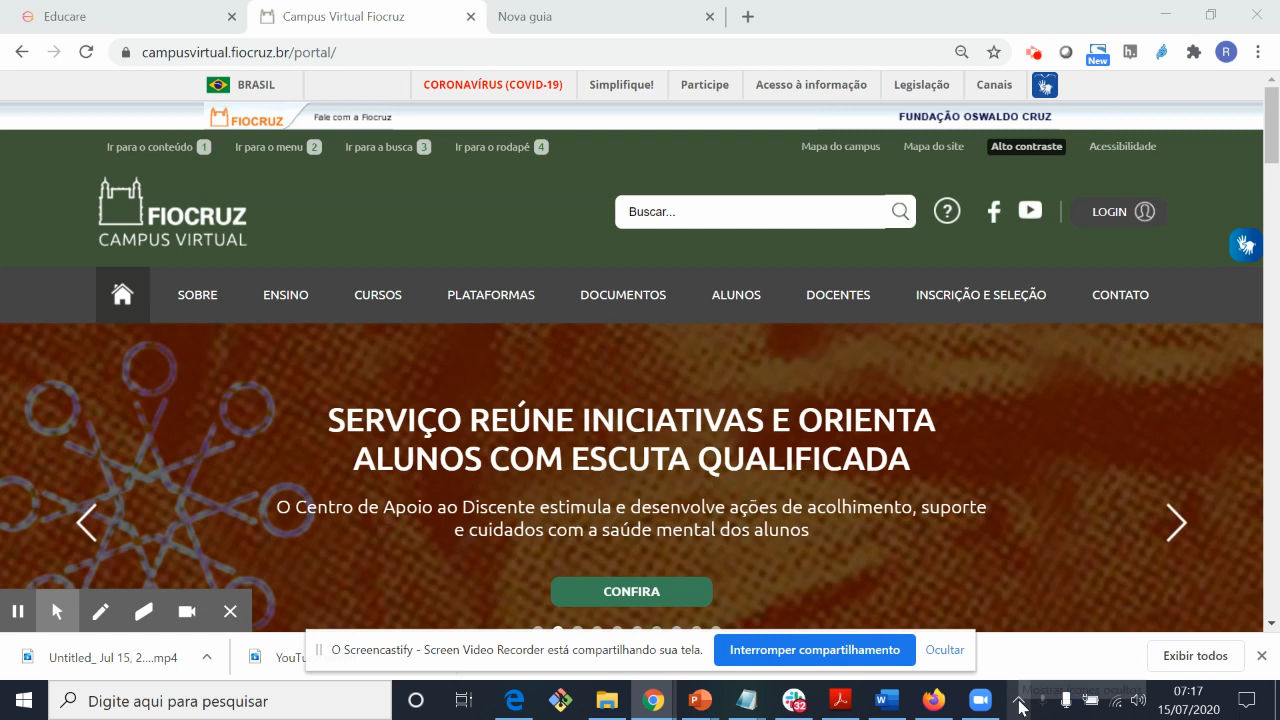 Educare
Campus Virtual Fiocruz
Nova guia
campusvirtual.fiocruz.br/portal/
New
h.
R
BRASIL
CORONAVÍRUS (COVID-19)
Simplifique!
Participe
Acesso à informação
Legislação
Canais
FIOCRUZ
Fale com a Fiocruz
FUNDAÇÃO OSWALDO CRUZ
Ir para o conteúdo 1
Ir para o menu 2
Ir para a busca 3
Ir para o rodapé 4
Mapa do campus
Mapa do site
Alto contraste
Acessibilidade
FIOCRUZ
CAMPUS VIRTUAL
Buscar...
?
LOGIN
SOBRE
ENSINO
CURSOS
PLATAFORMAS
DOCUMENTOS
ALUNOS
DOCENTES
INSCRIÇÃO E SELEÇÃO
CONTATO
SERVIÇO REÚNE INICIATIVAS E ORIENTA
ALUNOS COM ESCUTA QUALIFICADA
O Centro de Apoio ao Discente estimula e desenvolve ações de acolhimento, suporte
e cuidados com a saúde mental dos alunos
CONFIRA
O Screencastify - Screen Video Recorder está compartilhando sua tela.
Interromper compartilhamento
Ocultar
Untitled_ Jul 15, 2....mp4
YouTu
Exibir todos
Digite aqui para pesquisar
32
Mostrar ícones ocultos
07:17
15/07/2020